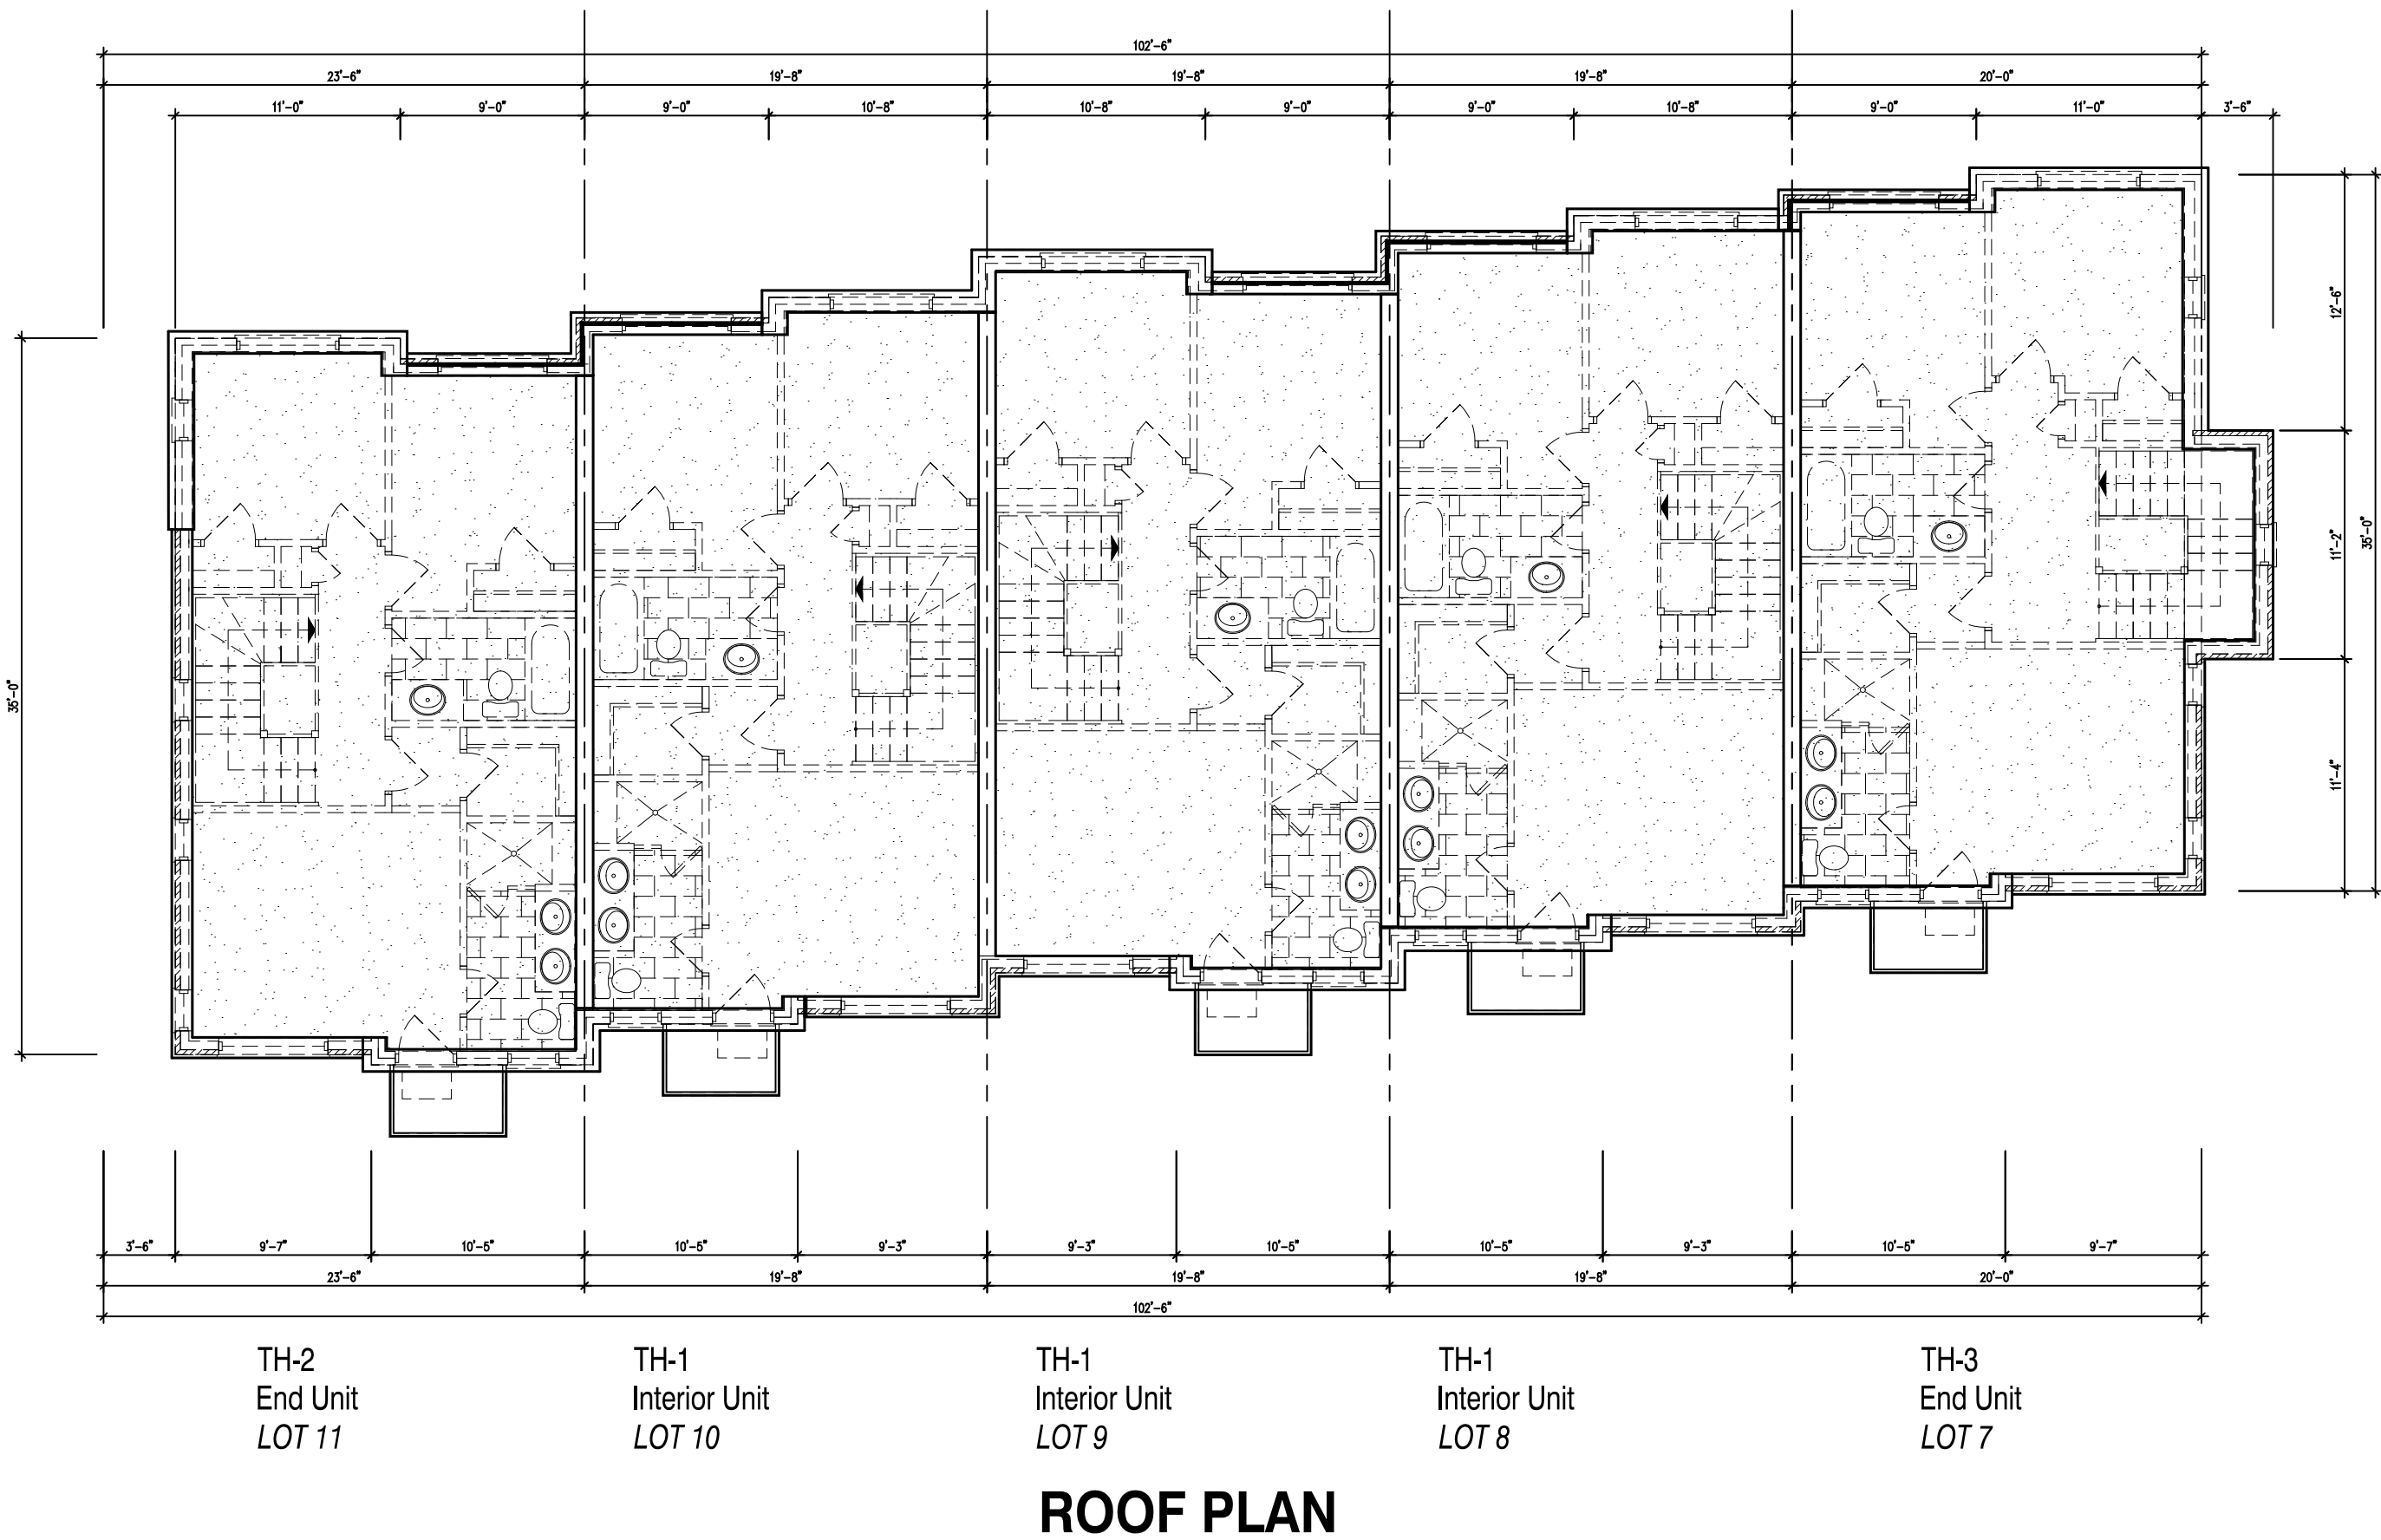 102'-6"
23'-6" 19'-8" 19'-8" 19'-8" 20'-0"
11'-0" 9'-0" 9'-0" 10'-8" 10'-8" 9'-0" 9'-0" 10'-8" 9'-0" 11'-0" 3'-6"
12'-6"
11'-2"
35'-0"
11'-4"
35'-0"
3'-6" 9'-7" 10'-5" 10'-5" 9'-3" 9'-3" 10'-5" 10'-5" 9'-3" 10'-5" 9'-7"
23'-6" 19'-8" 19'-8" 19'-8" 20'-0"
102'-6"
TH-2
End Unit
LOT 11
TH-1
Interior Unit
LOT 10
TH-1
Interior Unit
LOT 9
TH-1
Interior Unit
LOT 8
TH-3
End Unit
LOT 7
ROOF PLAN